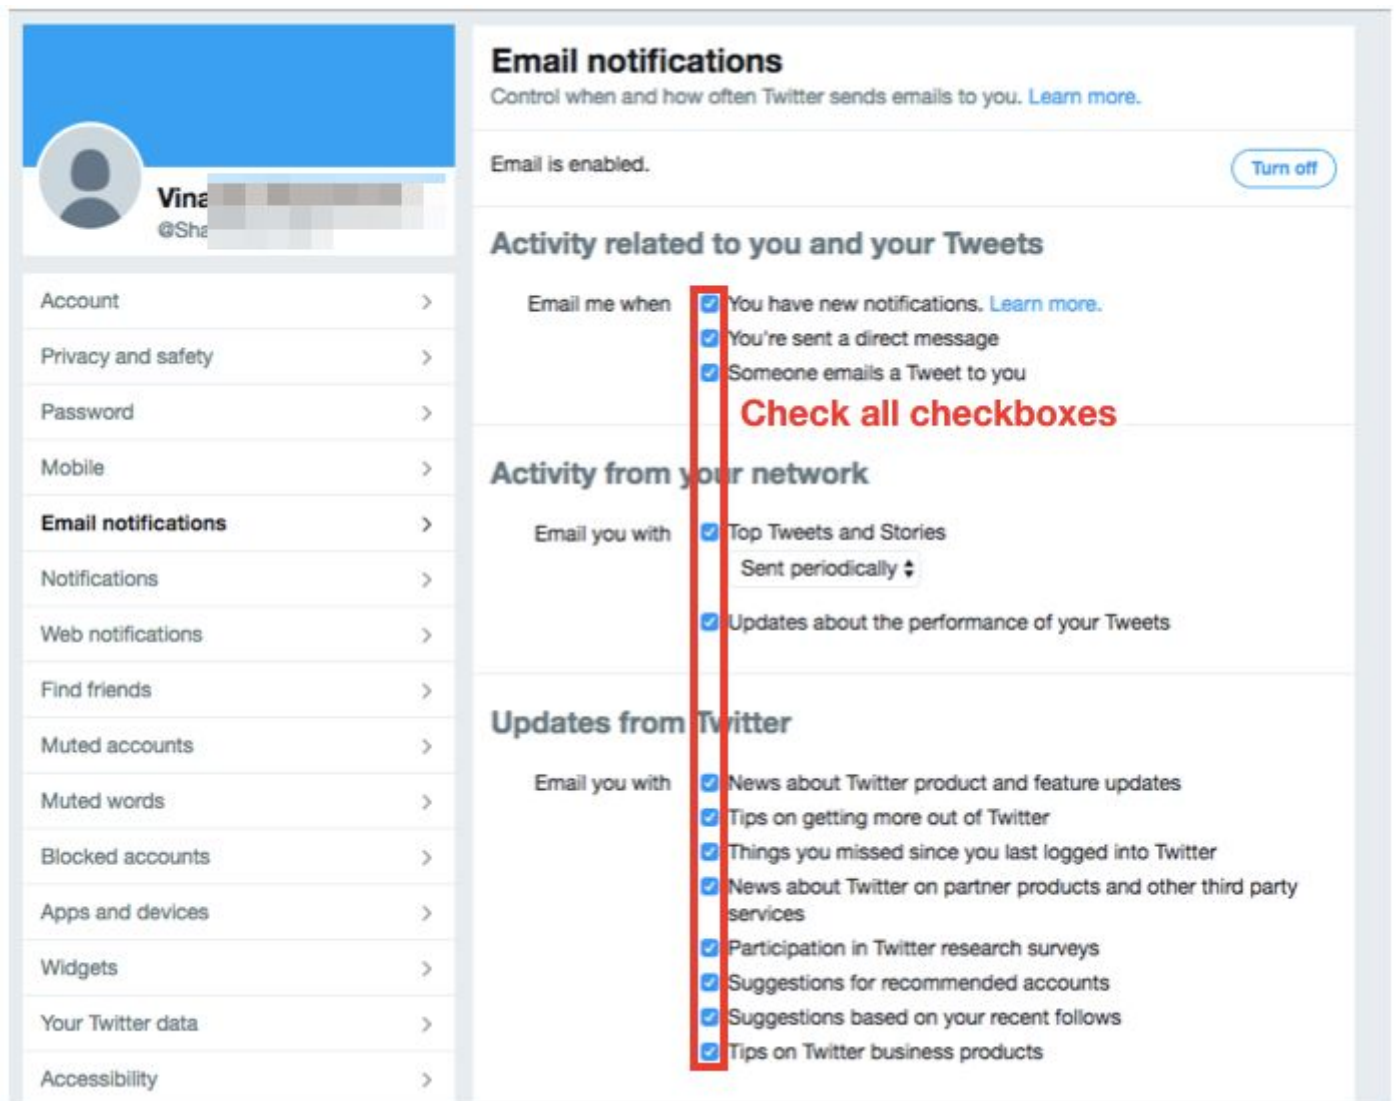 Vina
@Sha
Account
Privacy and safety
Password
Mobile
Email notifications
Notifications
Web notifications
Find friends
Muted accounts
Muted words
Blocked accounts
Apps and devices
Widgets
Your Twitter data
Accessibility
Email notifications
Control when and how often Twitter sends emails to you. Learn more.
Email is enabled.
Turn off
Activity related to you and your Tweets
Email me when
You have new notifications. Learn more.
You're sent a direct message
Someone emails a Tweet to you
Check all checkboxes
Activity from your network
Email you with
Top Tweets and Stories
Sent periodically
Updates about the performance of your Tweets
Updates from Twitter
Email you with
News about Twitter product and feature updates
Tips on getting more out of Twitter
Things you missed since you last logged into Twitter
News about Twitter on partner products and other third party
services
Participation in Twitter research surveys
Suggestions for recommended accounts
Suggestions based on your recent follows
Tips on Twitter business products